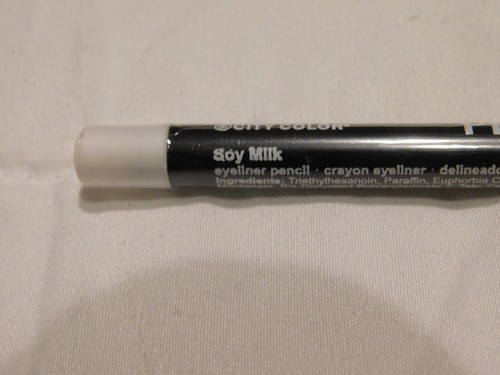 ©CITY COLOR
Soy Milk
eyeliner pencil · crayon eyeliner · delineado
Ingredients: Triethylhexanoin, Paraffin, Euphorbia C